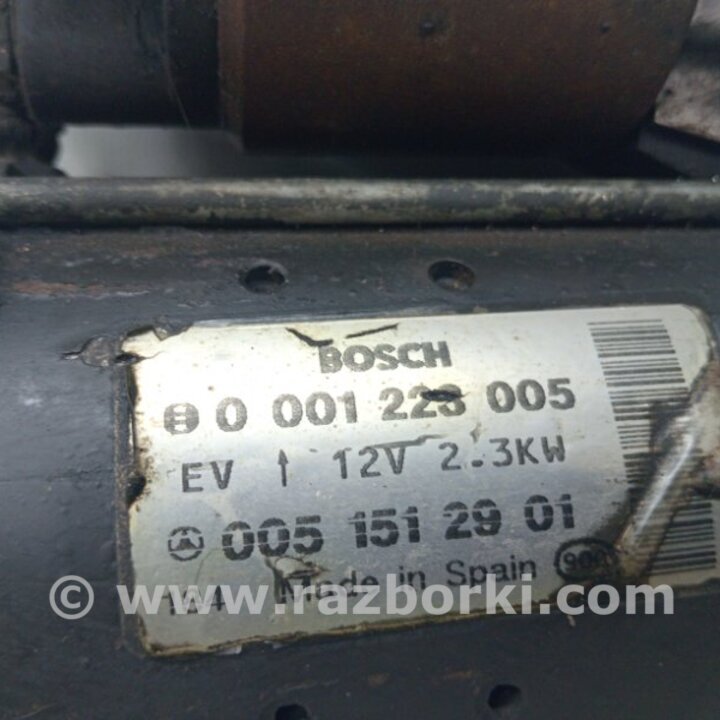 BOSCH
0 001 223 005
EV ↑ 12V 2.3KW
005 151 29 01
Made in Spain
© www.razborki.com